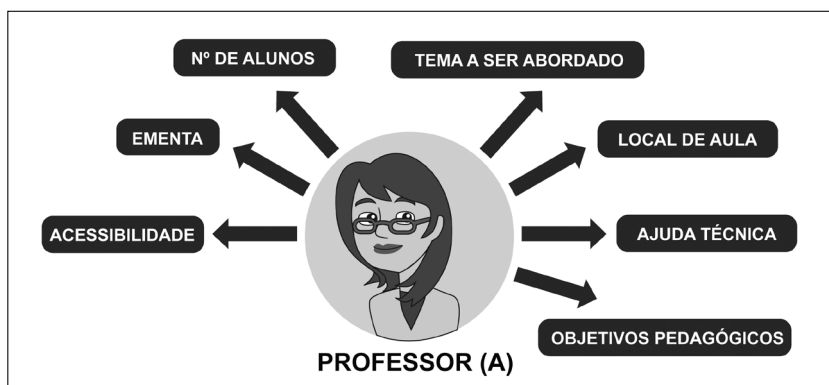 Nº DE ALUNOS
TEMA A SER ABORDADO
EMENTA
LOCAL DE AULA
ACESSIBILIDADE
AJUDA TÉCNICA
OBJETIVOS PEDAGÓGICOS
PROFESSOR (A)